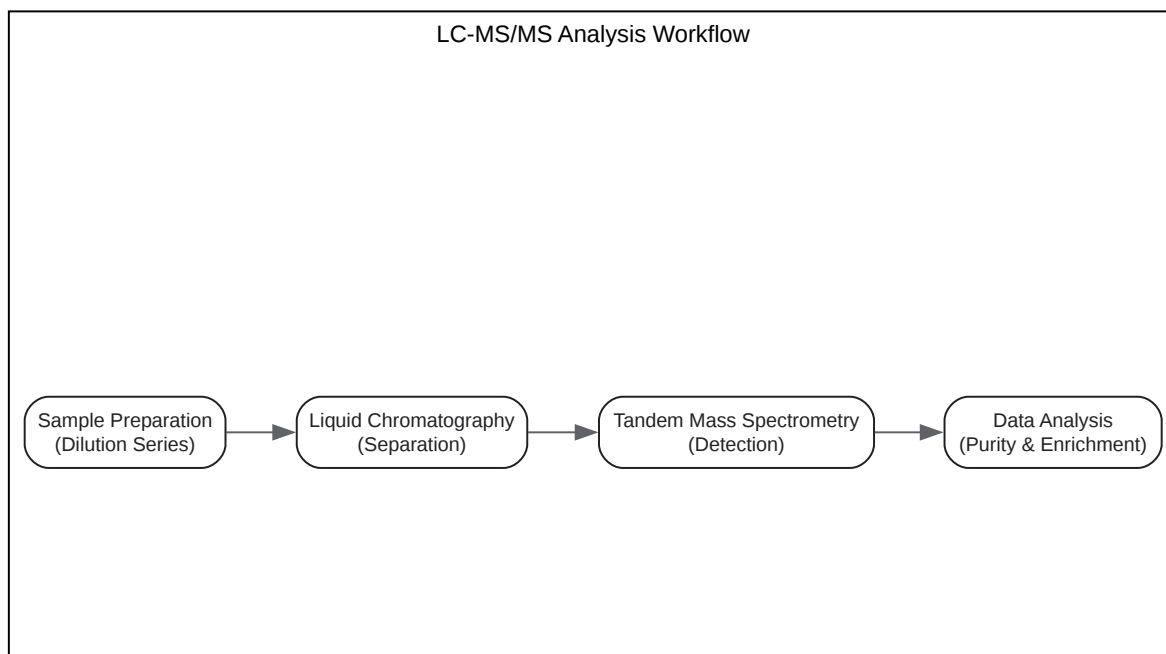 LC-MS/MS Analysis Workflow
Sample Preparation
(Dilution Series)
Liquid Chromatography
(Separation)
Tandem Mass Spectrometry
(Detection)
Data Analysis
(Purity & Enrichment)